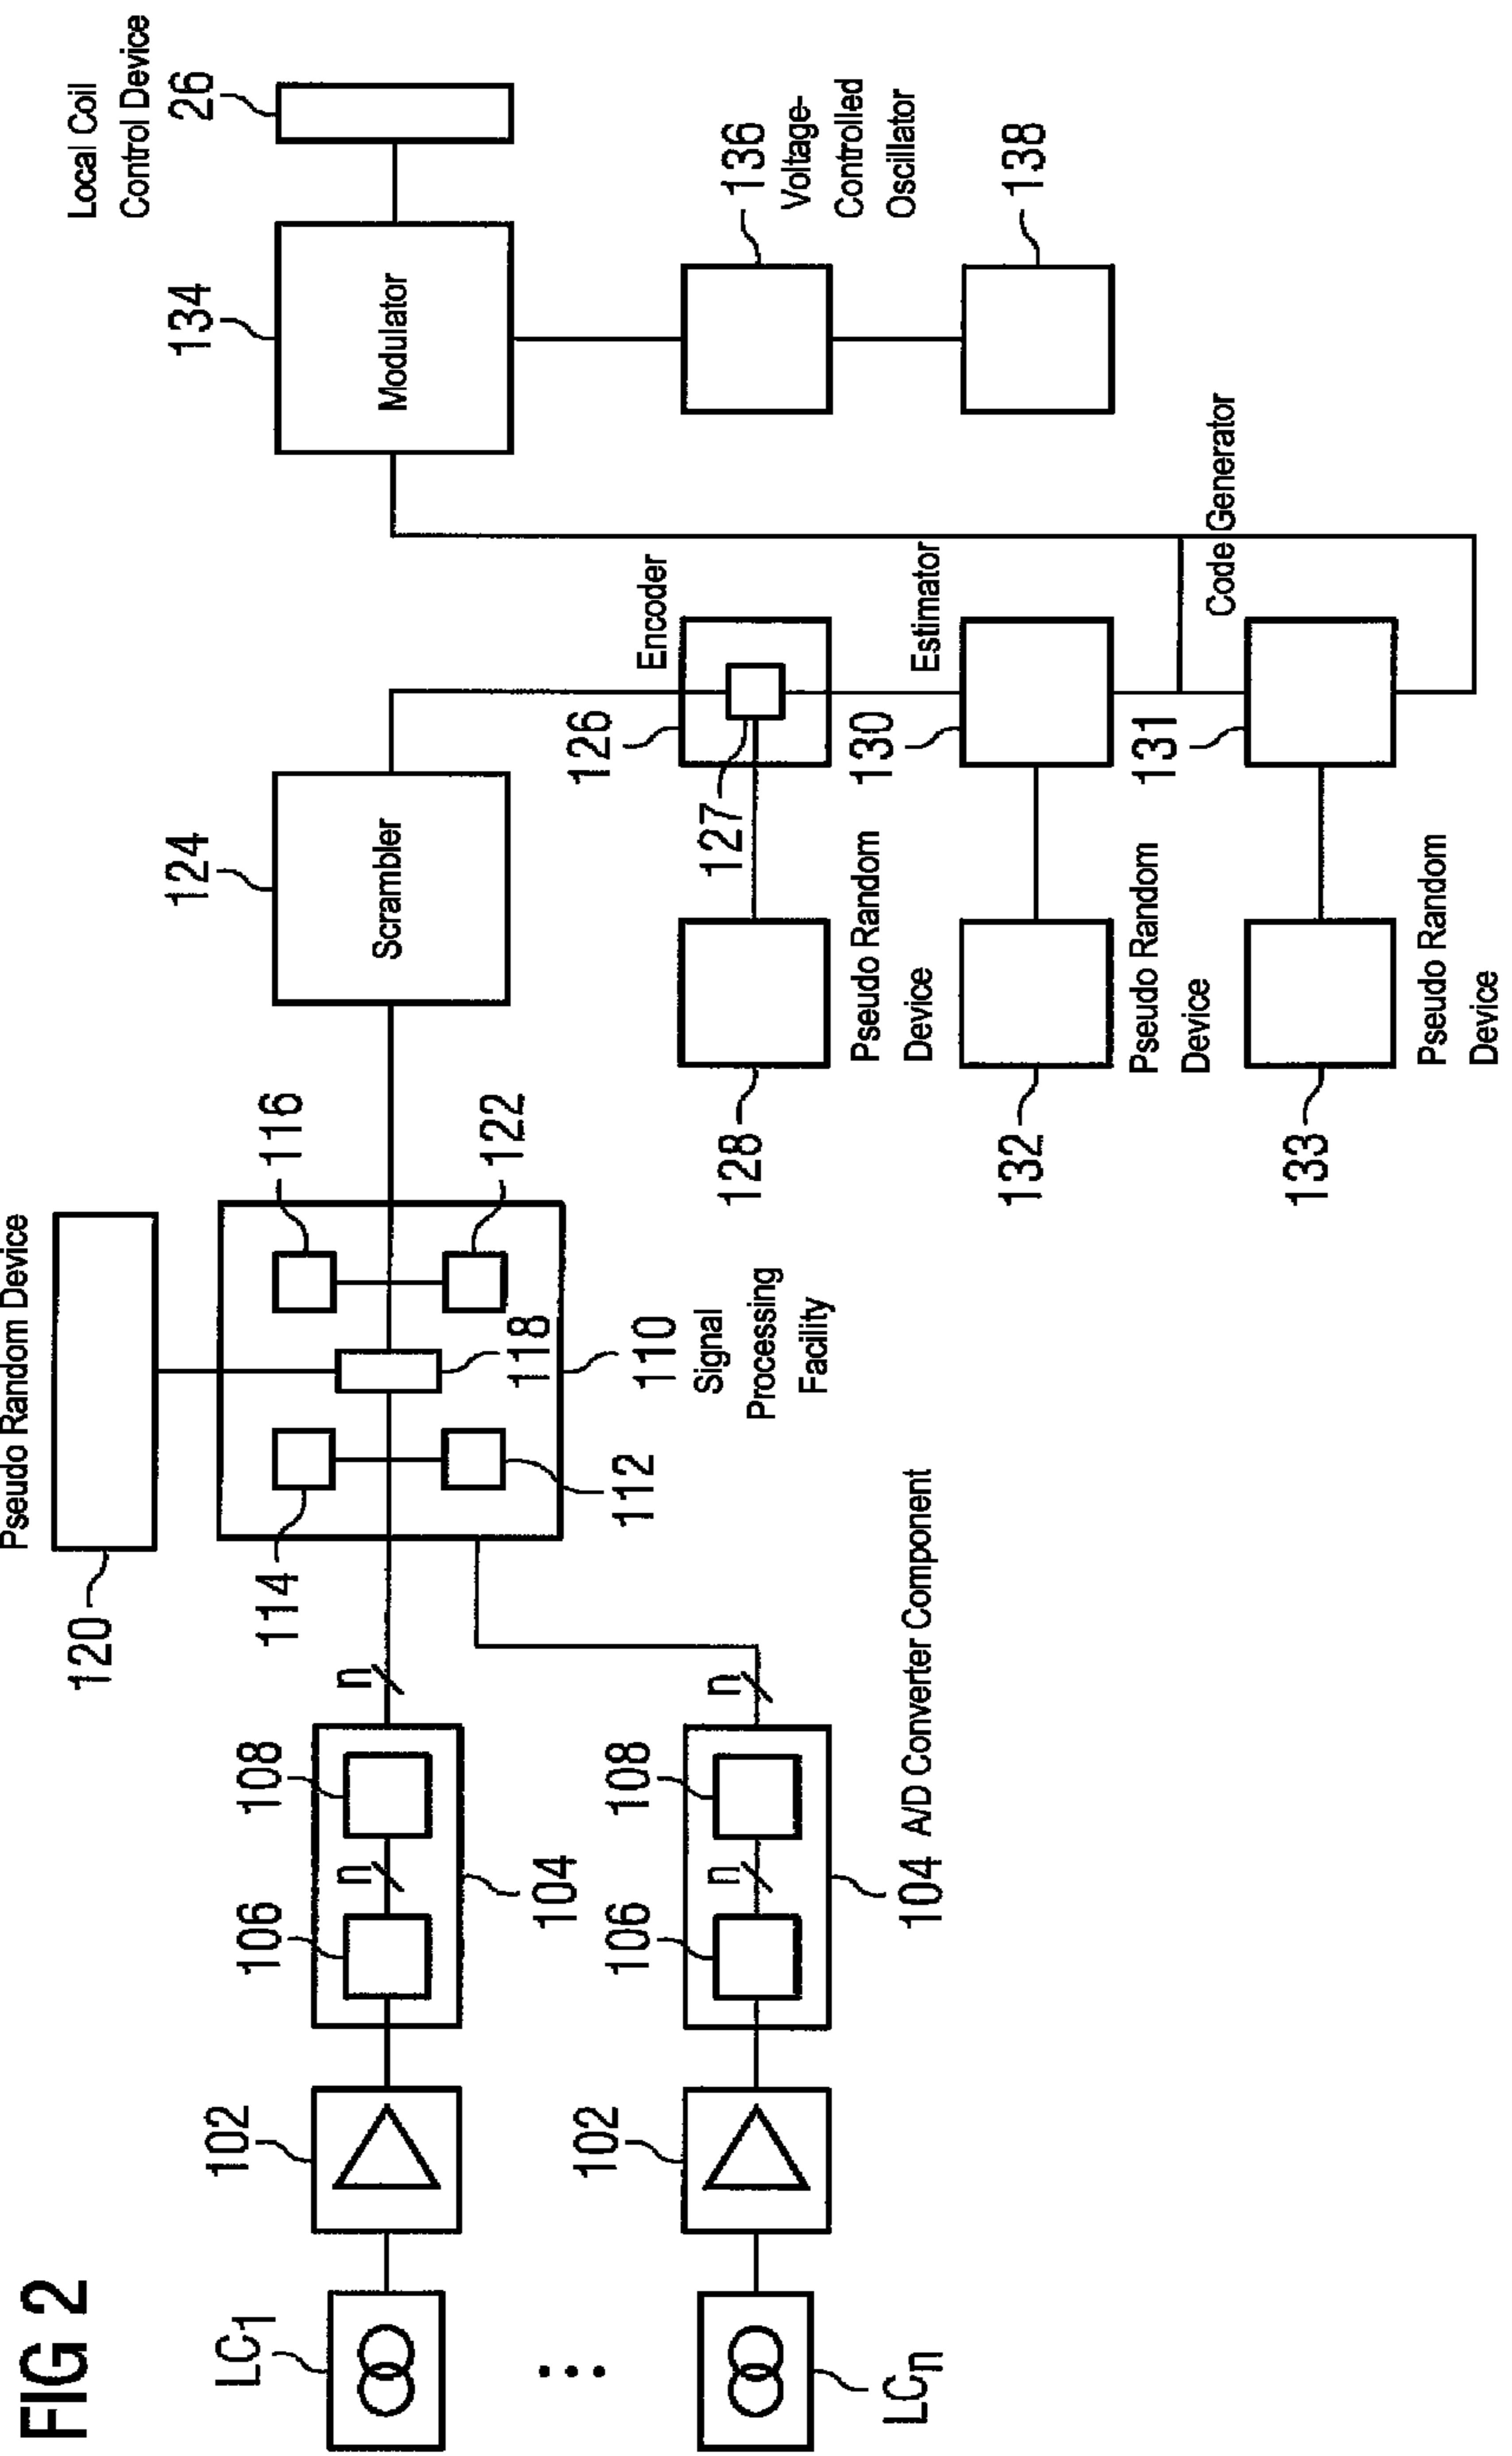 FIG 2
LC1
LCn
102
102
106
106
n
n
108
108
104
104 A/D Converter Component
n
n
Pseudo Random Device
120
114
112
118
116
122
110
Signal
Processing
Facility
124
Scrambler
Encoder
126
127
128
Pseudo Random
Device
Estimator
130
132
Pseudo Random
Device
Code Generator
131
133
Pseudo Random
Device
134
Modulator
Local Coil
Control Device
26
136
Voltage-
Controlled
Oscillator
138